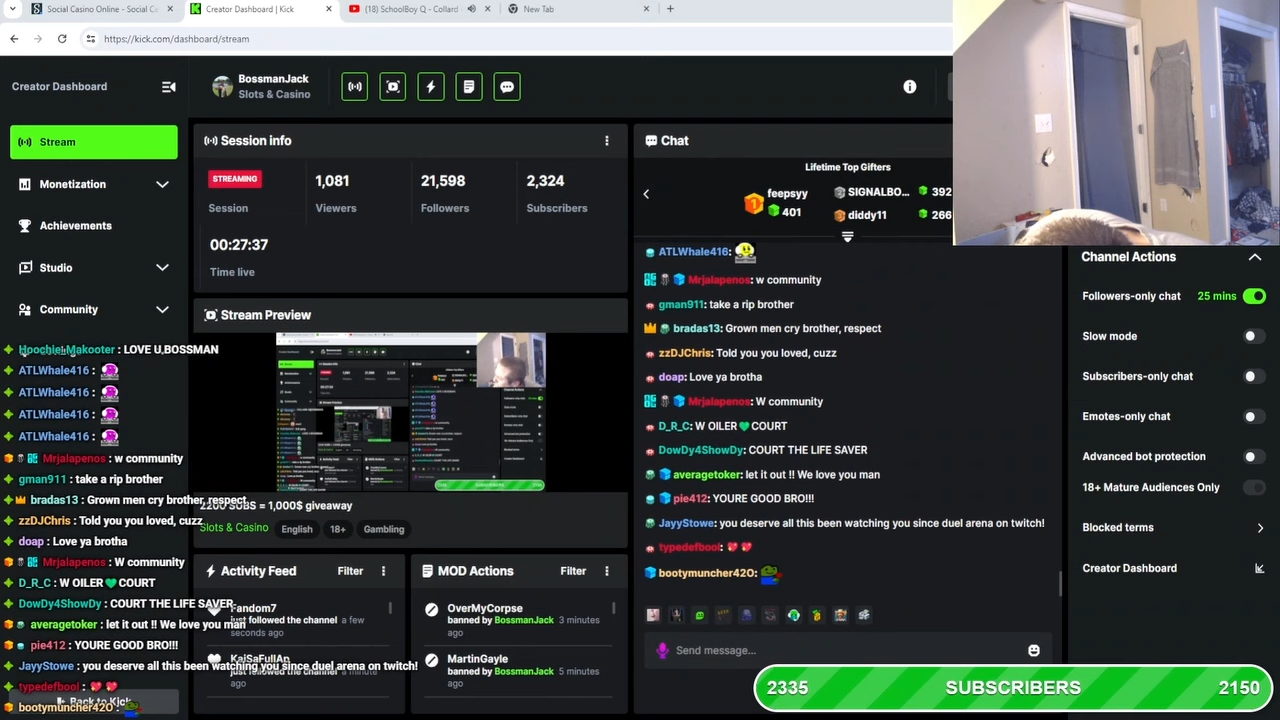 Social Casino Online - Social Ca
Creator Dashboard | Kick
(18) SchoolBoy Q - Collard
New Tab
https://kick.com/dashboard/stream
Creator Dashboard
BossmanJack
Slots & Casino
Stream
Monetization
Achievements
Studio
Community
Session info
STREAMING
Session
1,081
Viewers
21,598
Followers
2,324
Subscribers
00:27:37
Time live
Stream Preview
2200 SUBS = 1,000$ giveaway
Slots & Casino
English
18+
Gambling
Activity Feed
Filter
Fandom7
just followed the channel a few
seconds ago
KaiSaFullAp
just followed the channel a minute
ago
MOD Actions
Filter
OverMyCorpse
banned by BossmanJack 3 minutes
ago
MartinGayle
banned by BossmanJack 5 minutes
ago
Chat
Lifetime Top Gifters
feepsyy
401
SIGNALBO...
392
diddy11
266
ATLWhale416:
Mrjalapenos: w community
gman911: take a rip brother
bradas13: Grown men cry brother, respect
zzDJChris: Told you you loved, cuzz
doap: Love ya brotha
Mrjalapenos: W community
D_R_C: W OILER COURT
DowDy4ShowDy: COURT THE LIFE SAVER
averagetoker: let it out !! We love you man
pie412: YOURE GOOD BRO!!!
JayyStowe: you deserve all this been watching you since duel arena on twitch!
typedefbool:
bootymuncher420:
Send message...
Channel Actions
Followers-only chat 25 mins
Slow mode
Subscribers-only chat
Emotes-only chat
Advanced bot protection
18+ Mature Audiences Only
Blocked terms
Creator Dashboard
Hoochie_Makooter : LOVE U,BOSSMAN
ATLWhale416 :
ATLWhale416 :
ATLWhale416 :
ATLWhale416 :
Mrjalapenos: w community
gman911 : take a rip brother
bradas13 : Grown men cry brother, respect
zzDJChris : Told you you loved, cuzz
doap : Love ya brotha
Mrjalapenos : W community
D_R_C : W OILER COURT
DowDy4ShowDy : COURT THE LIFE SAVER
averagetoker : let it out !! We love you man
pie412 : YOURE GOOD BRO!!!
JayyStowe : you deserve all this been watching you since duel arena on twitch!
typedefbool :
Back to Kick
bootymuncher420 :
2335
SUBSCRIBERS
2150